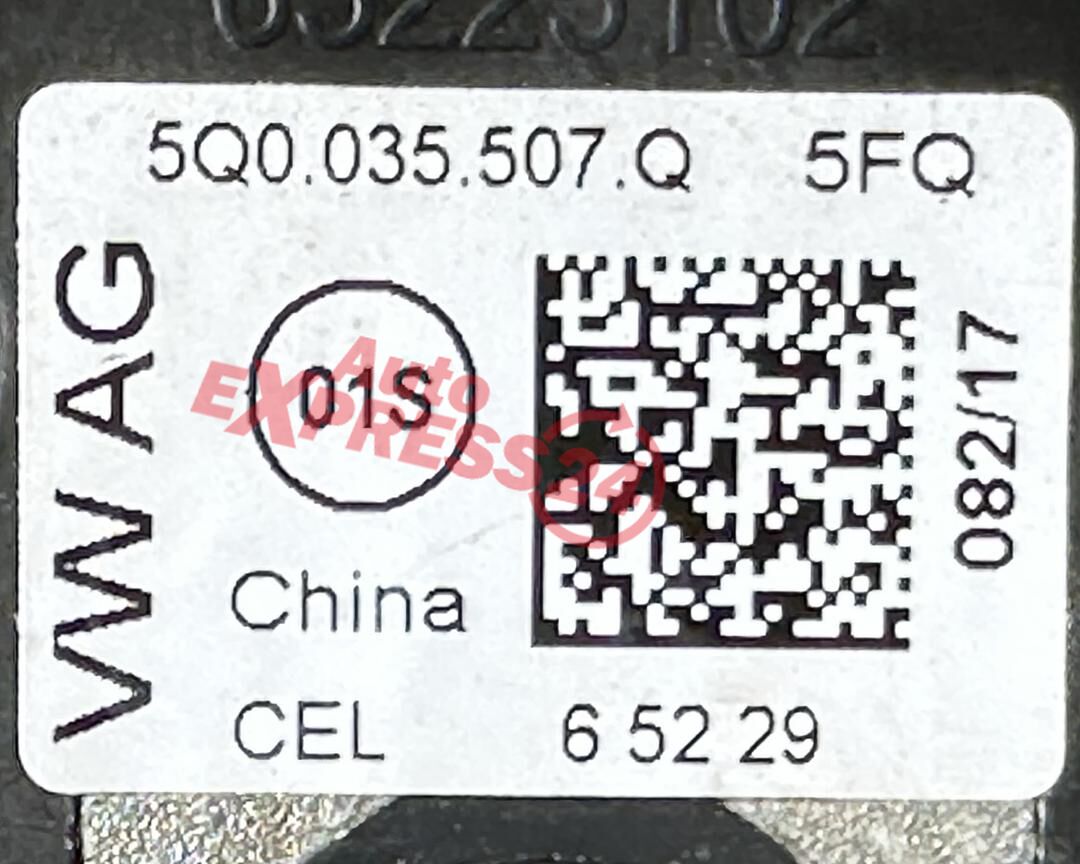 5Q0.035.507.Q 5FQ
VW AG
01S
Auto
EXPRESS24
082/17
China
CEL 6 52 29